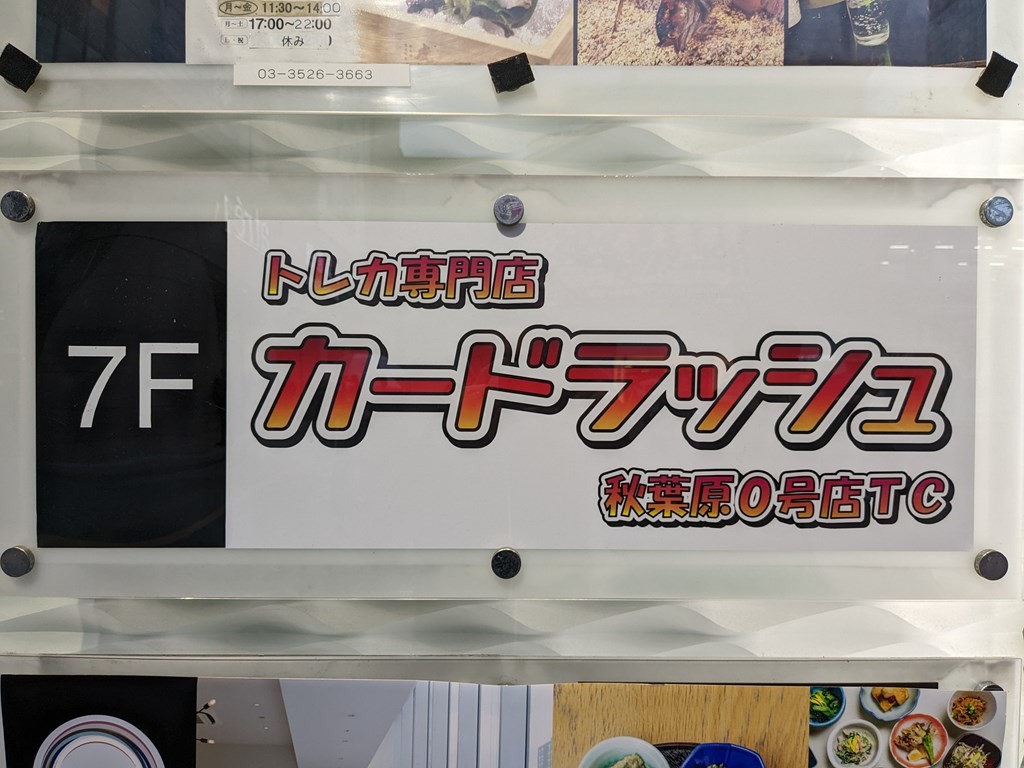 月～金 11:30～14:00
月～土 17:00～22:00
休み
03-3526-3663
7F
トレカ専門店
カードラッシュ
秋葉原0号店TC